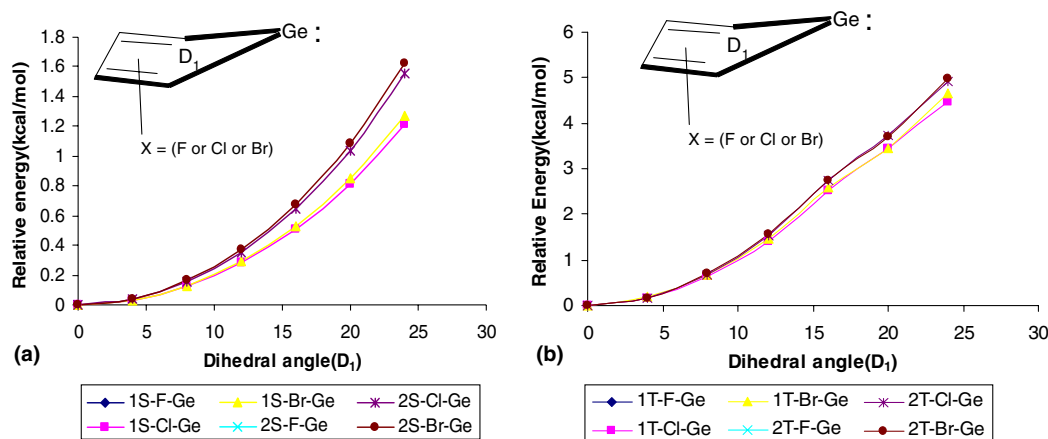 Ge :
D1
X = (F or Cl or Br)
Relative energy(kcal/mol)
1.8
1.6
1.4
1.2
1
0.8
0.6
0.4
0.2
0
0 5 10 15 20 25 30
(a)
Dihedral angle(D₁)
1S-F-Ge 1S-Br-Ge 2S-Cl-Ge
1S-Cl-Ge 2S-F-Ge 2S-Br-Ge
Ge :
D1
X = (F or Cl or Br)
Relative Energy(kcal/mol)
6
5
4
3
2
1
0
0 5 10 15 20 25 30
(b)
Dihedral angle(D₁)
1T-F-Ge 1T-Br-Ge 2T-Cl-Ge
1T-Cl-Ge 2T-F-Ge 2T-Br-Ge